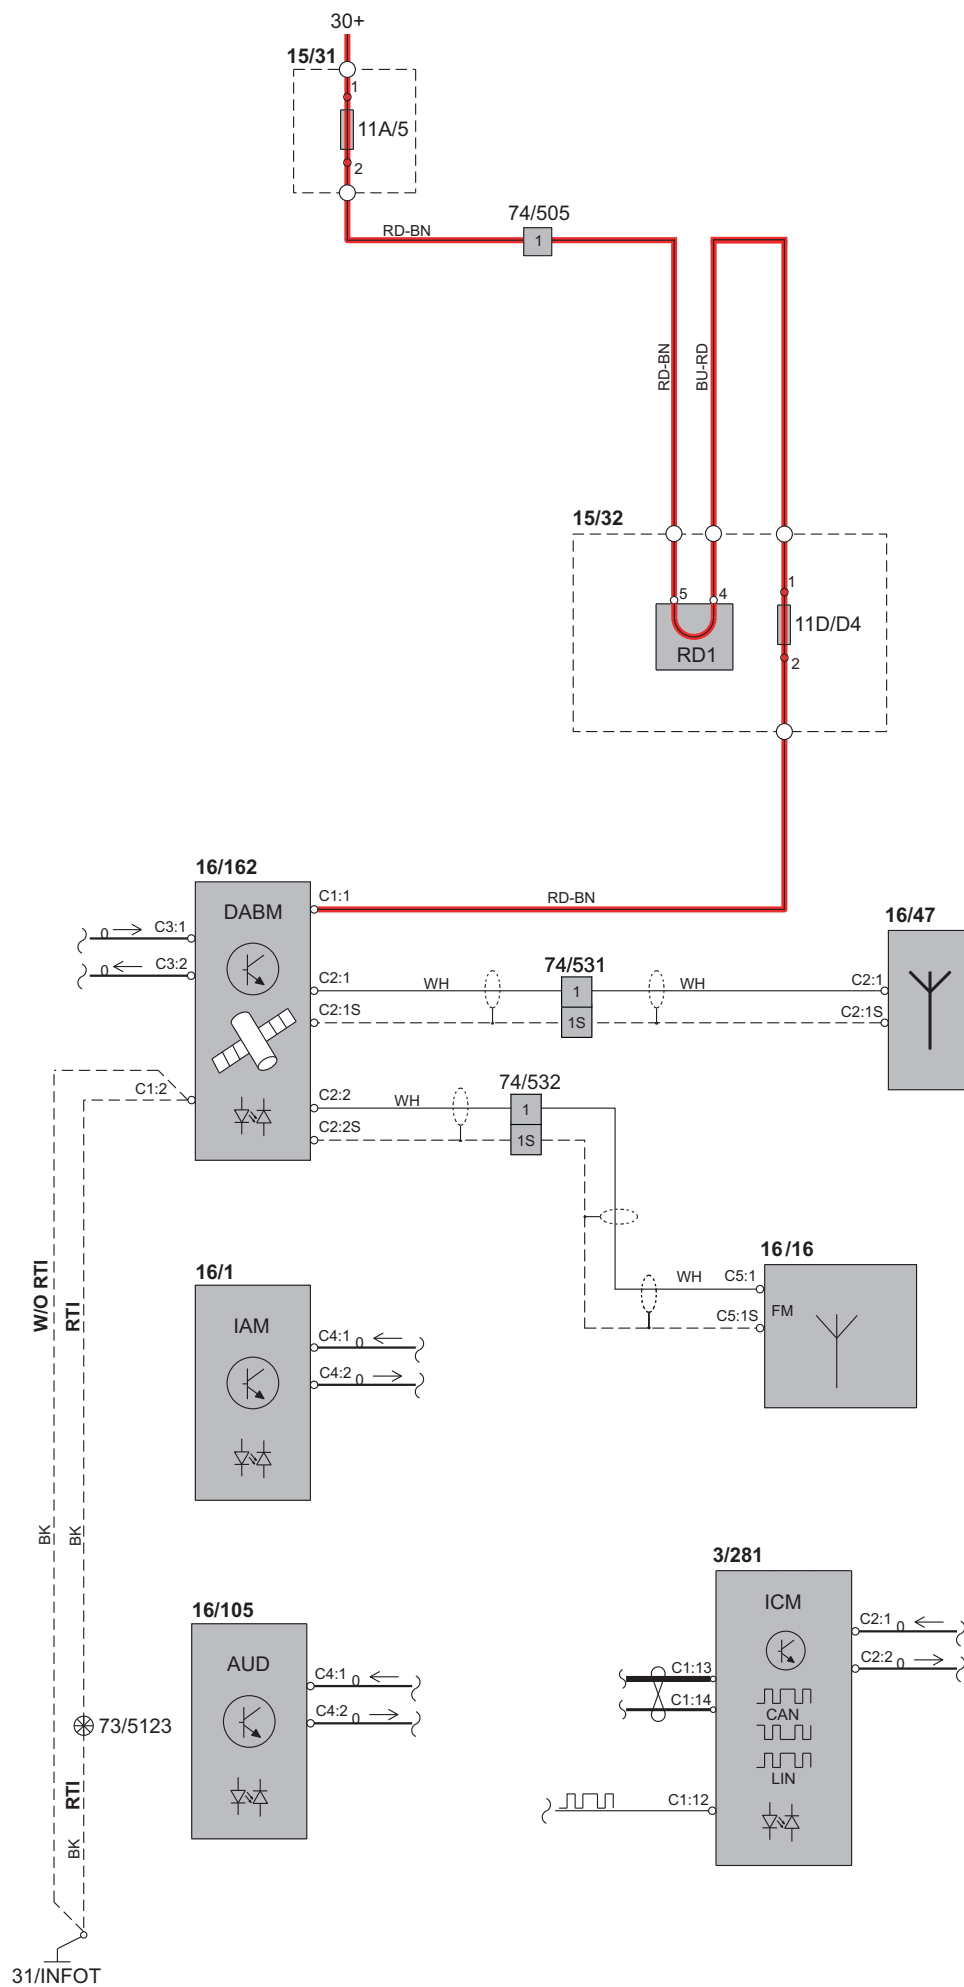 30+
15/31
1
11A/5
2
RD-BN
74/505
1
RD-BN
BU-RD
15/32
5
4
RD1
1
11D/D4
2
16/162
DABM
C1:1
RD-BN
C3:1
0
C3:2
0
C2:1
WH
74/531
1
WH
C2:1
16/47
C2:1S
1S
C2:1S
C1:2
C2:2
WH
74/532
1
C2:2S
1S
W/O RTI
RTI
16/1
IAM
C4:1
0
C4:2
0
16/16
WH
C5:1
C5:1S
FM
BK
BK
3/281
ICM
C2:1
0
C2:2
0
C1:13
C1:14
CAN
LIN
C1:12
16/105
AUD
C4:1
0
C4:2
0
73/5123
RTI
BK
31/INFOT